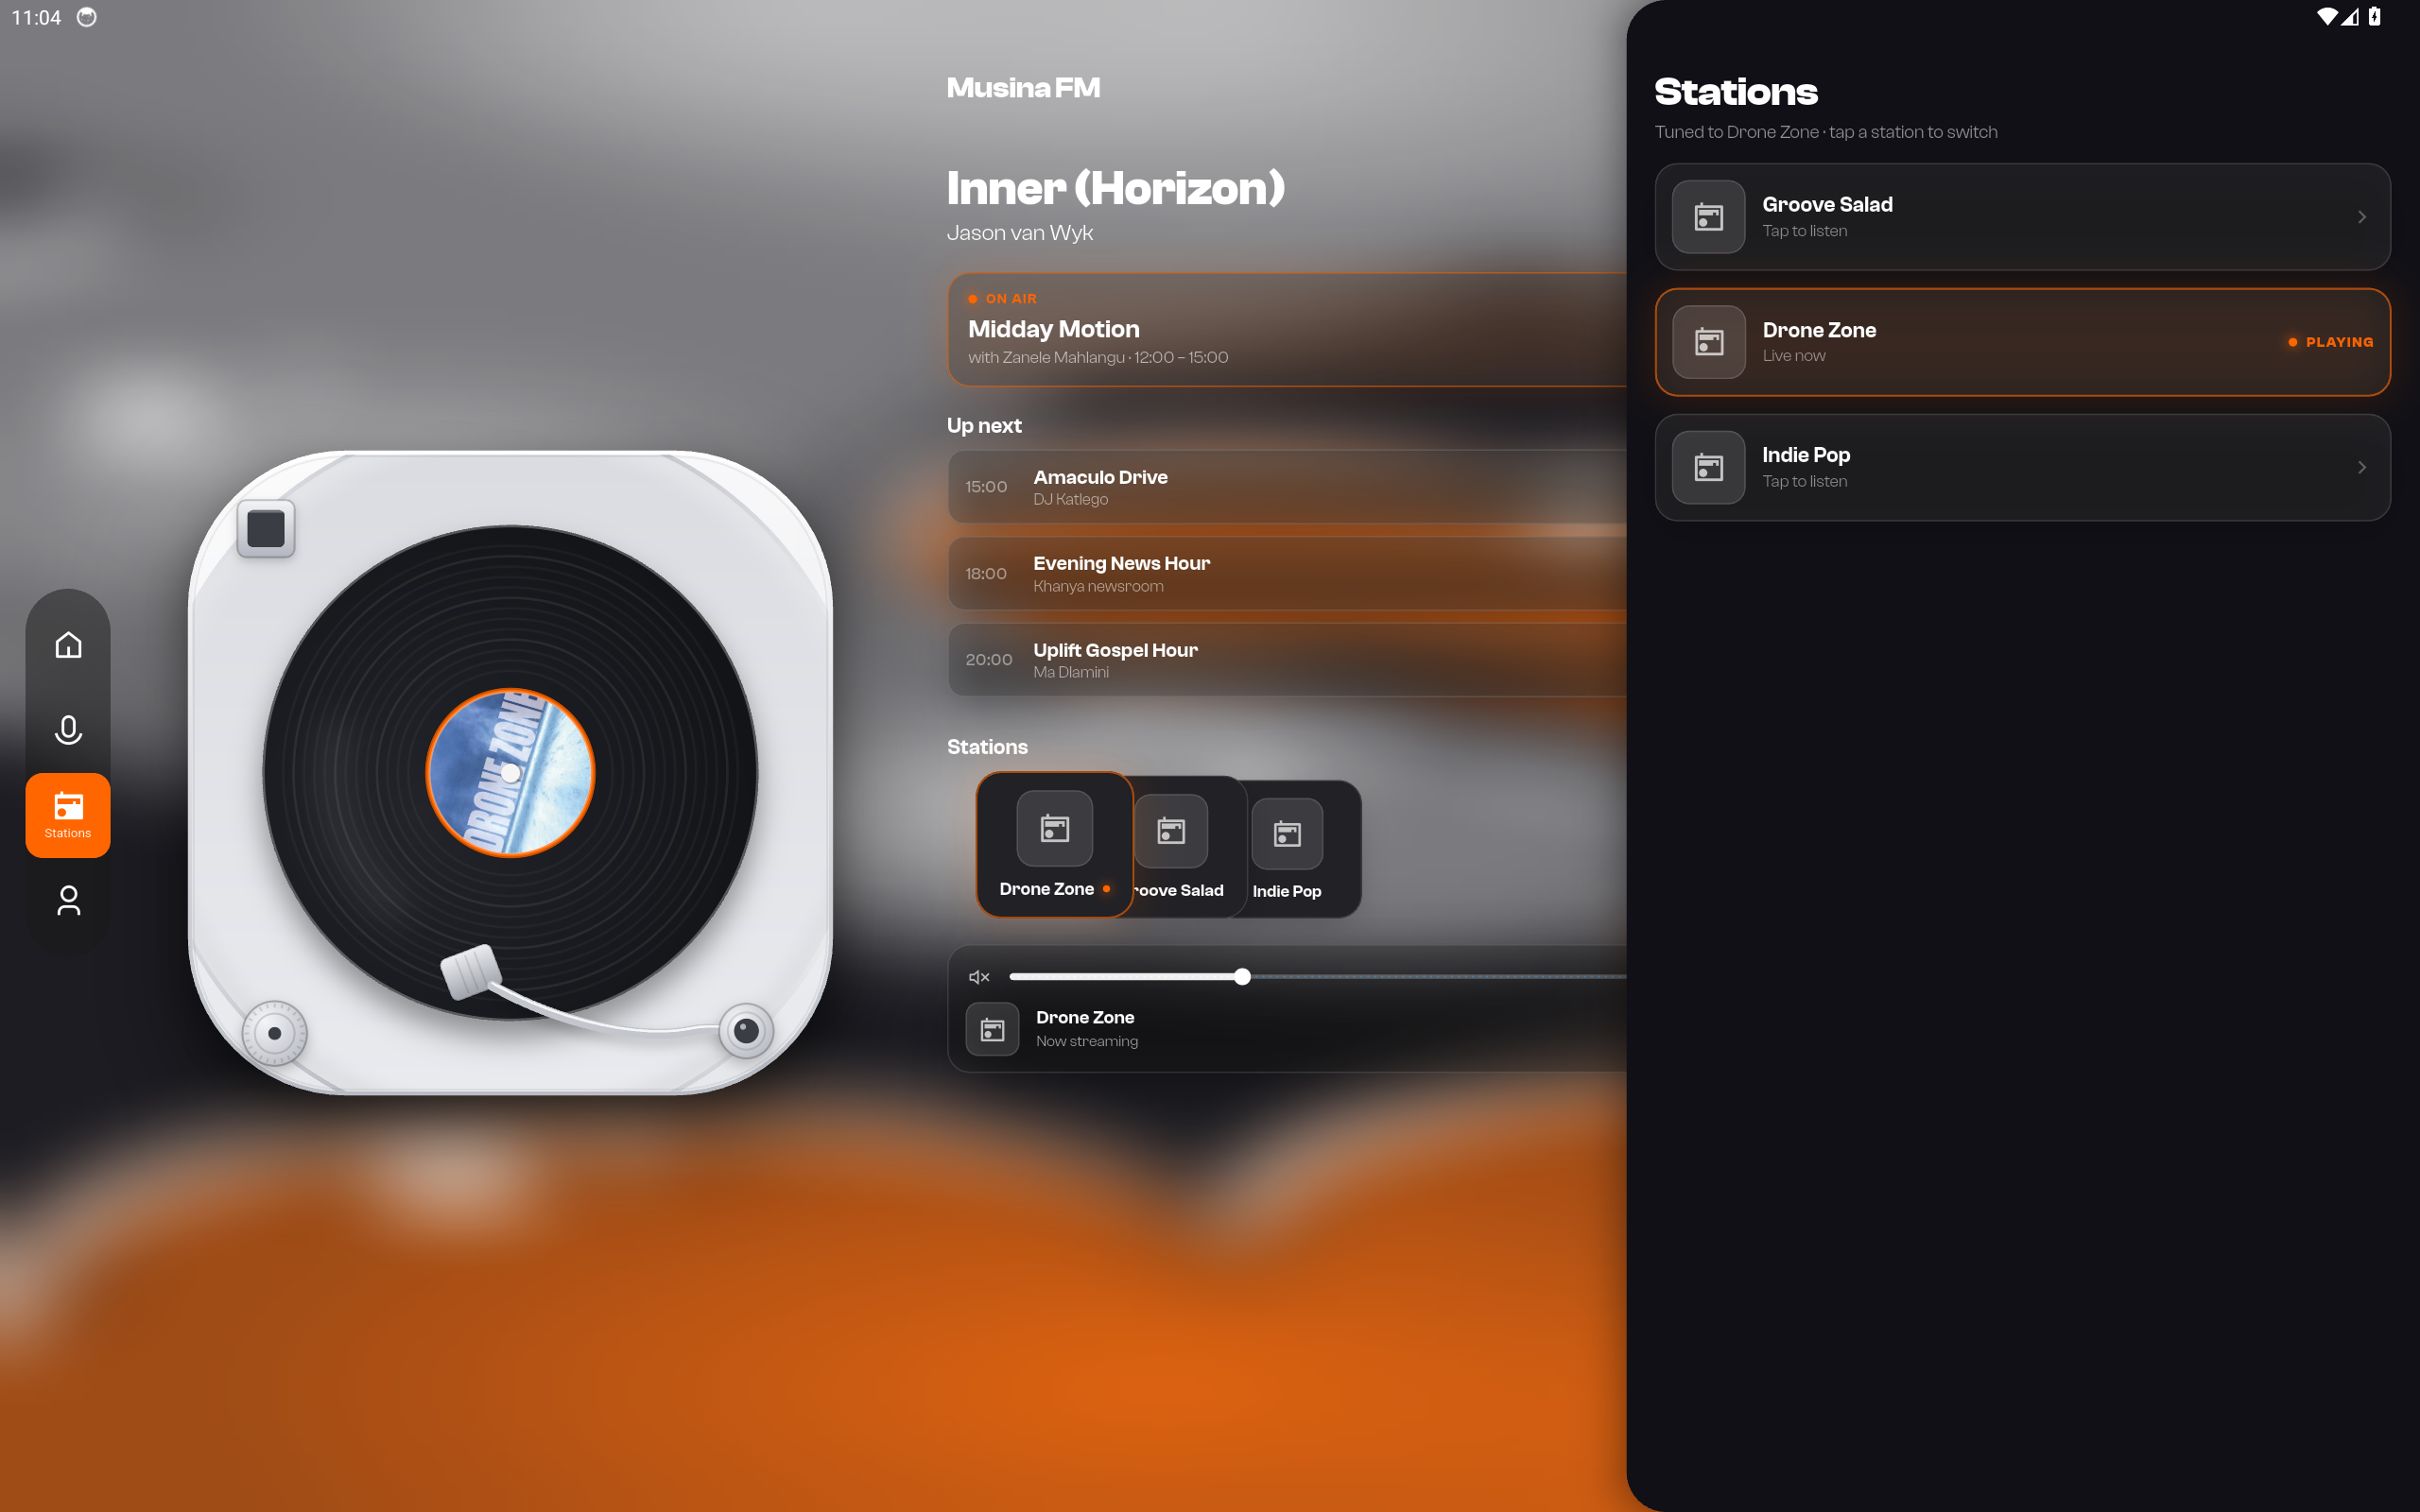 11:04
Musina FM
Inner (Horizon)
Jason van Wyk
ON AIR
Midday Motion
with Zanele Mahlangu · 12:00 – 15:00
Up next
15:00
Amaculo Drive
DJ Katlego
18:00
Evening News Hour
Khanya newsroom
20:00
Uplift Gospel Hour
Ma Dlamini
Stations
Drone Zone
roove Salad
Indie Pop
Drone Zone
Now streaming
Stations
DRONE ZONE
Stations
Tuned to Drone Zone · tap a station to switch
Groove Salad
Tap to listen
Drone Zone
Live now
PLAYING
Indie Pop
Tap to listen